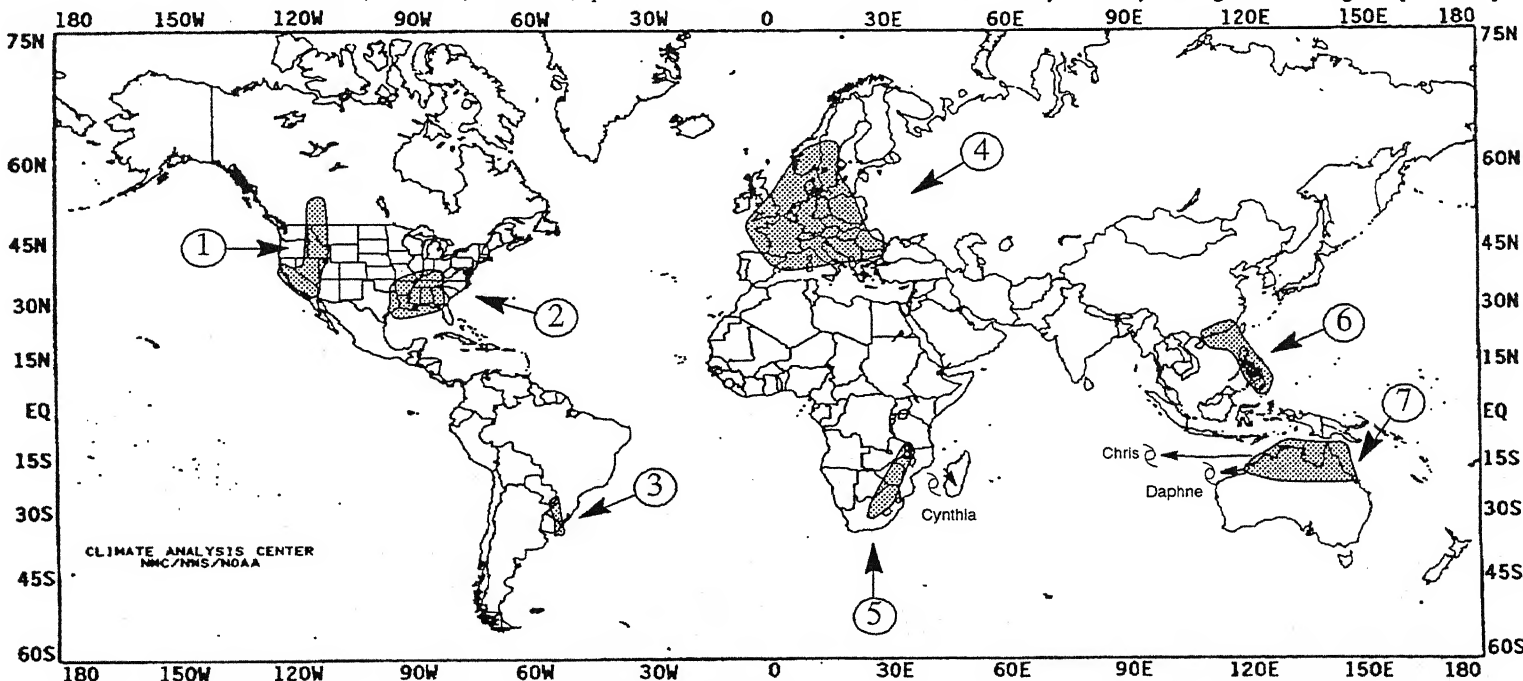 180 150W 120W 90W 60W 30W 0 30E 60E 90E 120E 150E 180
75N 75N
60N 60N
4
1
45N 45N
30N 30N
2
6
15N 15N
EQ EQ
7
Chris
15S 15S
Daphne
3
Cynthia
30S 30S
CLIMATE ANALYSIS CENTER
NMC/NWS/NOAA
45S 45S
5
60S 60S
180 150W 120W 90W 60W 30W 0 30E 60E 90E 120E 150E 180